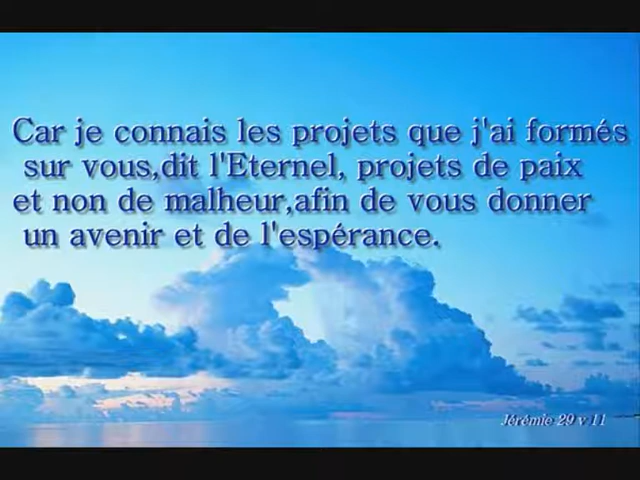 Car je connais les projets que j'ai formés
sur vous,dit l'Eternel, projets de paix
et non de malheur,afin de vous donner
un avenir et de l'espérance.
Jérémie 29 v 11